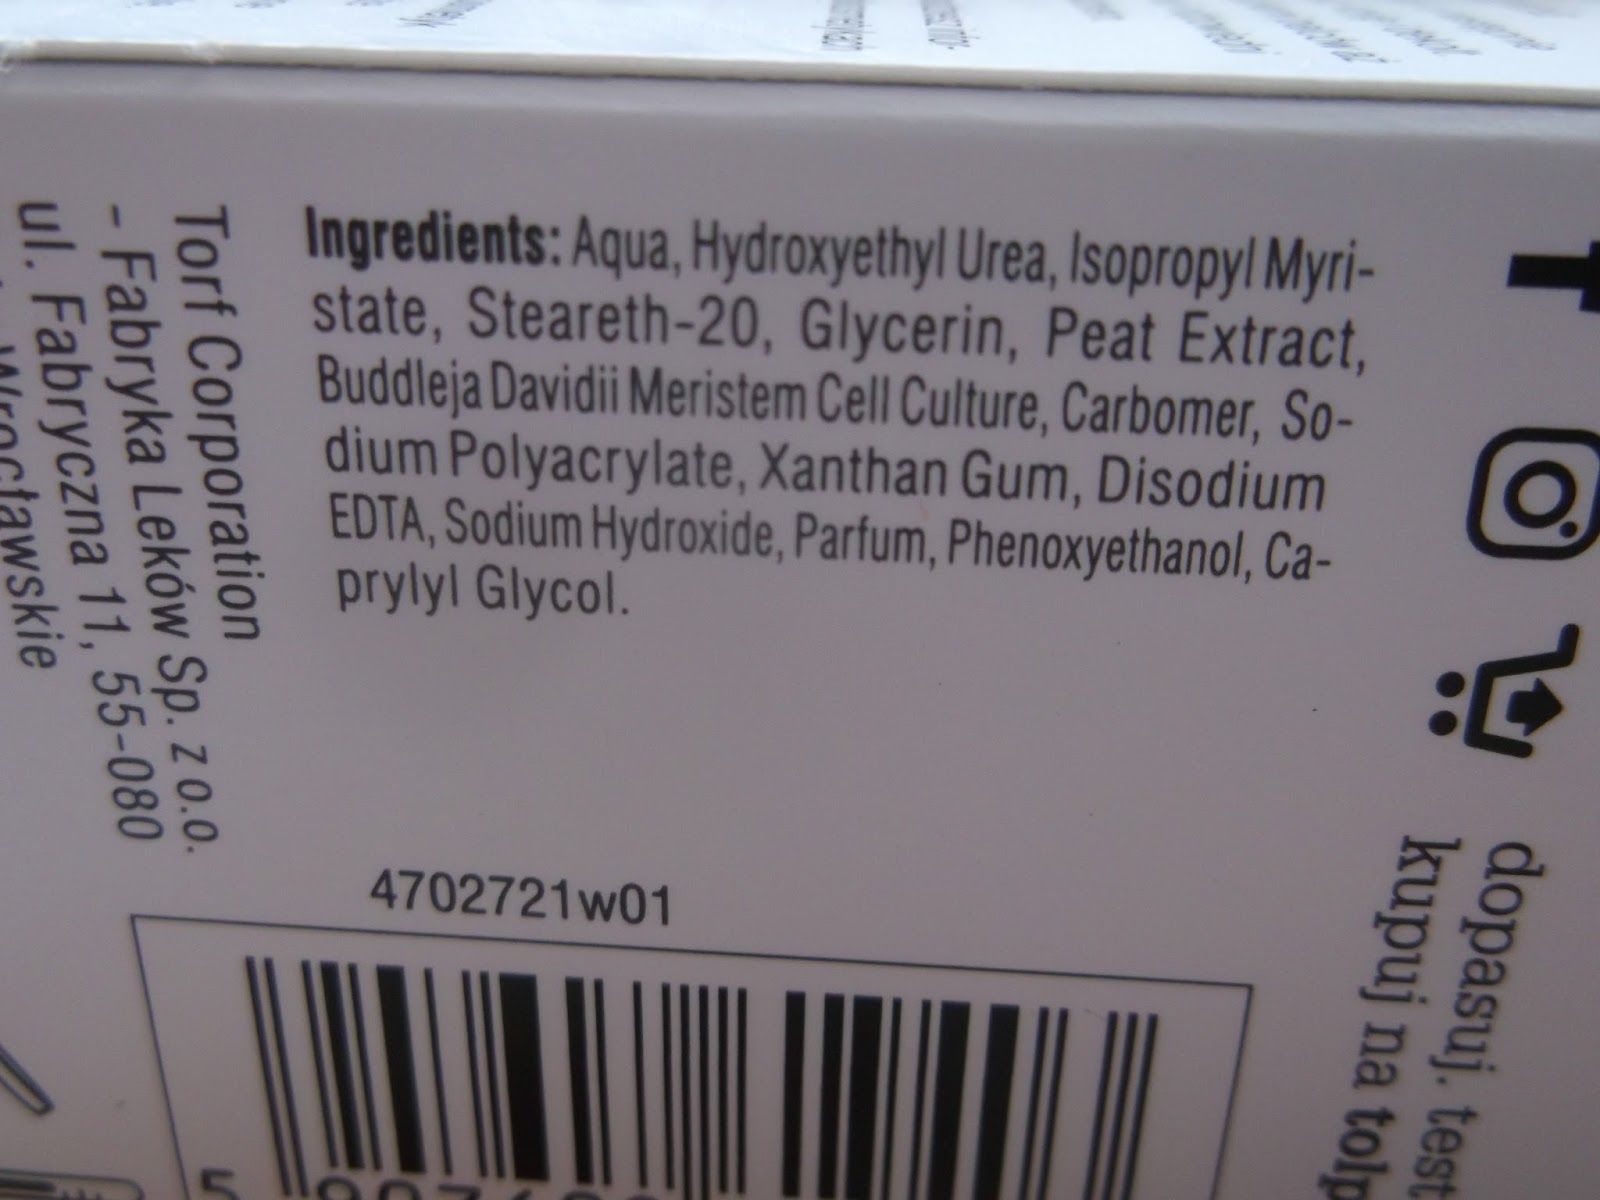 Ingredients: Aqua, Hydroxyethyl Urea, Isopropyl Myri-
state, Steareth-20, Glycerin, Peat Extract,
Buddleja Davidii Meristem Cell Culture, Carbomer, So-
dium Polyacrylate, Xanthan Gum, Disodium
EDTA, Sodium Hydroxide, Parfum, Phenoxyethanol, Ca-
prylyl Glycol.
Torf Corporation
- Fabryka Leków Sp. z o.o.
ul. Fabryczna 11, 55-080
Wrocławskie
4702721w01
dopasuj. test
kupuj na tolp